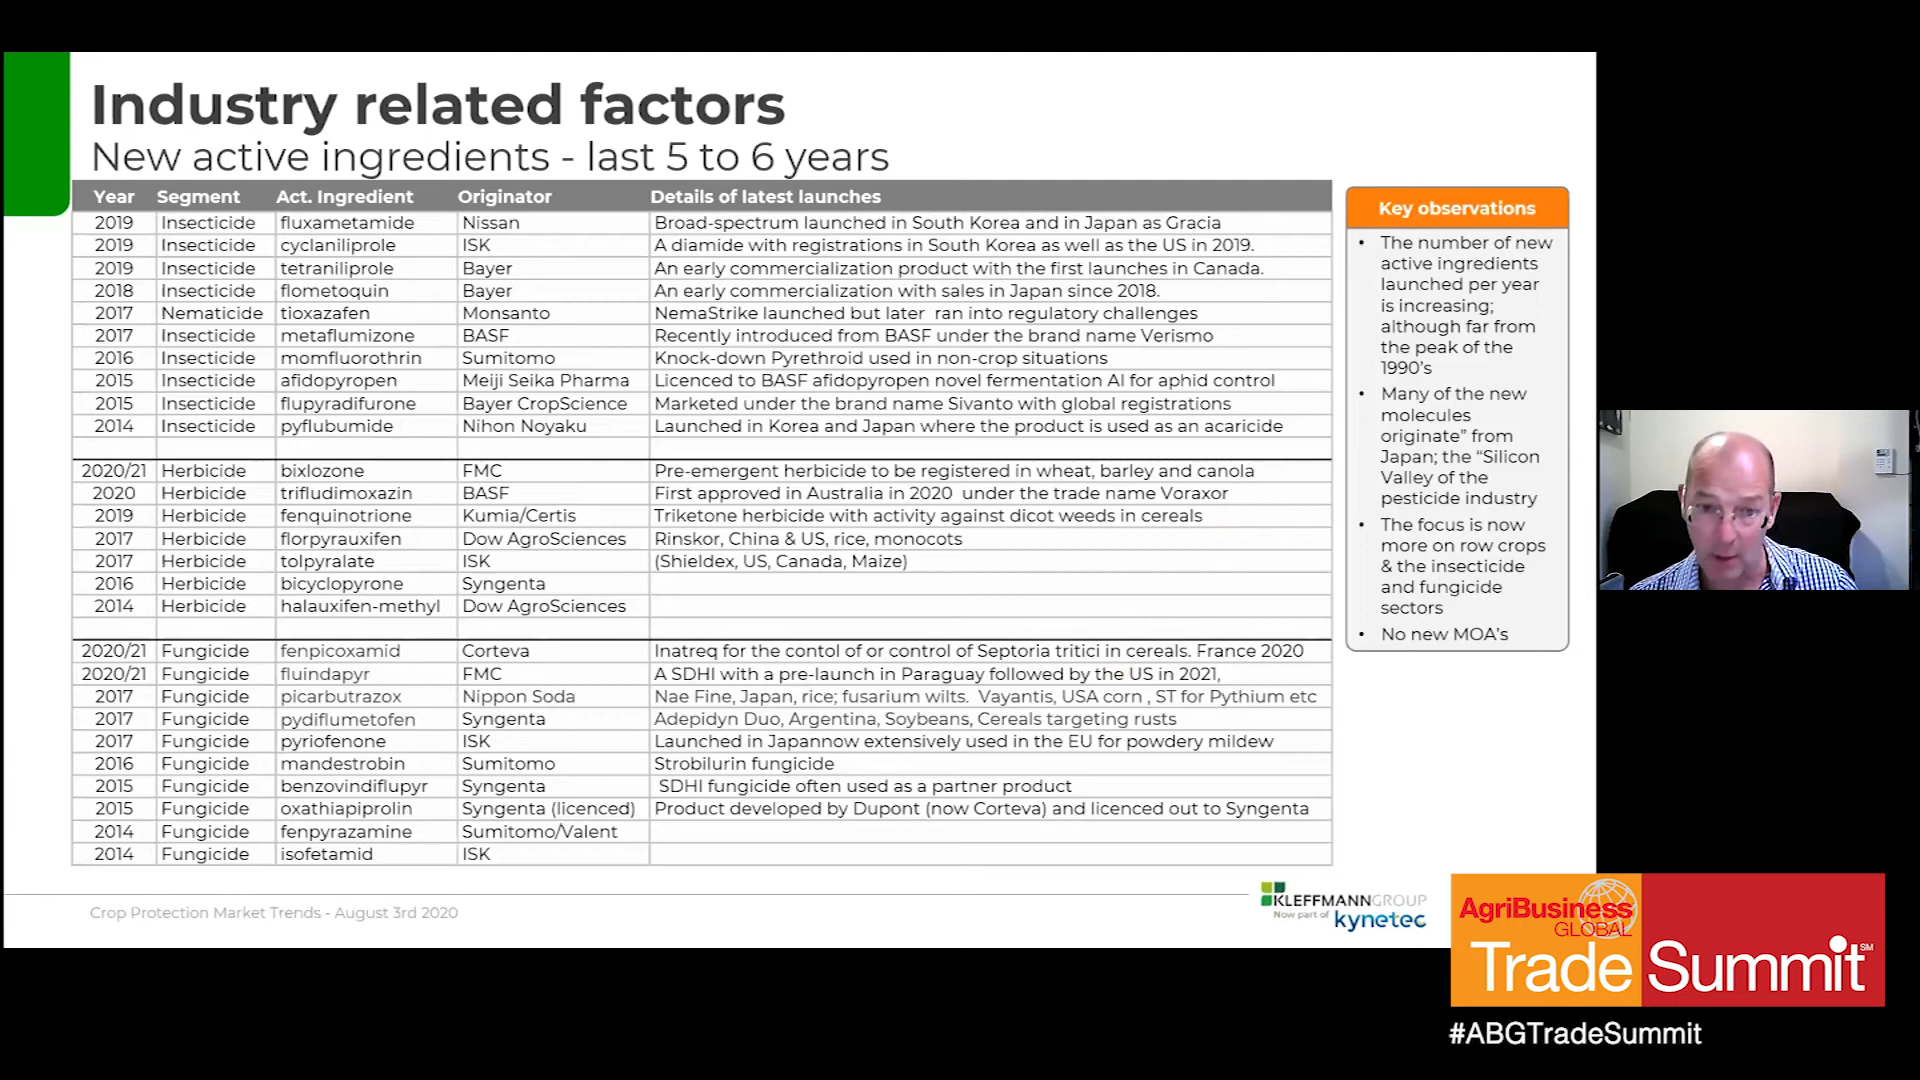 Industry related factors
New active ingredients - last 5 to 6 years
Year Segment Act. Ingredient Originator Details of latest launches
2019 Insecticide fluxametamide Nissan Broad-spectrum launched in South Korea and in Japan as Gracia
2019 Insecticide cyclaniliprole ISK A diamide with registrations in South Korea as well as the US in 2019.
2019 Insecticide tetraniliprole Bayer An early commercialization product with the first launches in Canada.
2018 Insecticide flometoquin Bayer An early commercialization with sales in Japan since 2018.
2017 Nematicide tioxazafen Monsanto NemaStrike launched but later ran into regulatory challenges
2017 Insecticide metaflumizone BASF Recently introduced from BASF under the brand name Verismo
2016 Insecticide momfluorothrin Sumitomo Knock-down Pyrethroid used in non-crop situations
2015 Insecticide afidopyropen Meiji Seika Pharma Licenced to BASF afidopyropen novel fermentation AI for aphid control
2015 Insecticide flupyradifurone Bayer CropScience Marketed under the brand name Sivanto with global registrations
2014 Insecticide pyflubumide Nihon Noyaku Launched in Korea and Japan where the product is used as an acaricide
2020/21 Herbicide bixlozone FMC Pre-emergent herbicide to be registered in wheat, barley and canola
2020 Herbicide trifludimoxazin BASF First approved in Australia in 2020 under the trade name Voraxor
2019 Herbicide fenquinotrione Kumia/Certis Triketone herbicide with activity against dicot weeds in cereals
2017 Herbicide florpyrauxifen Dow AgroSciences Rinskor, China & US, rice, monocots
2017 Herbicide tolpyralate ISK (Shieldex, US, Canada, Maize)
2016 Herbicide bicyclopyrone Syngenta
2014 Herbicide halauxifen-methyl Dow AgroSciences
2020/21 Fungicide fenpicoxamid Corteva Inatreq for the contol of or control of Septoria tritici in cereals. France 2020
2020/21 Fungicide fluindapyr FMC A SDHI with a pre-launch in Paraguay followed by the US in 2021,
2017 Fungicide picarbutrazox Nippon Soda Nae Fine, Japan, rice; fusarium wilts. Vayantis, USA corn , ST for Pythium etc
2017 Fungicide pydiflumetofen Syngenta Adepidyn Duo, Argentina, Soybeans, Cereals targeting rusts
2017 Fungicide pyriofenone ISK Launched in Japannow extensively used in the EU for powdery mildew
2016 Fungicide mandestrobin Sumitomo Strobilurin fungicide
2015 Fungicide benzovindiflupyr Syngenta SDHI fungicide often used as a partner product
2015 Fungicide oxathiapiprolin Syngenta (licenced) Product developed by Dupont (now Corteva) and licenced out to Syngenta
2014 Fungicide fenpyrazamine Sumitomo/Valent
2014 Fungicide isofetamid ISK
Key observations
• The number of new
active ingredients
launched per year
is increasing;
although far from
the peak of the
1990's
• Many of the new
molecules
originate" from
Japan; the "Silicon
Valley of the
pesticide industry
• The focus is now
more on row crops
& the insecticide
and fungicide
sectors
• No new MOA's
Crop Protection Market Trends - August 3rd 2020
KLEFFMANNGROUP
Now part of kynetec
AgriBusiness
GLOBAL
Trade Summit SM
#ABGTradeSummit